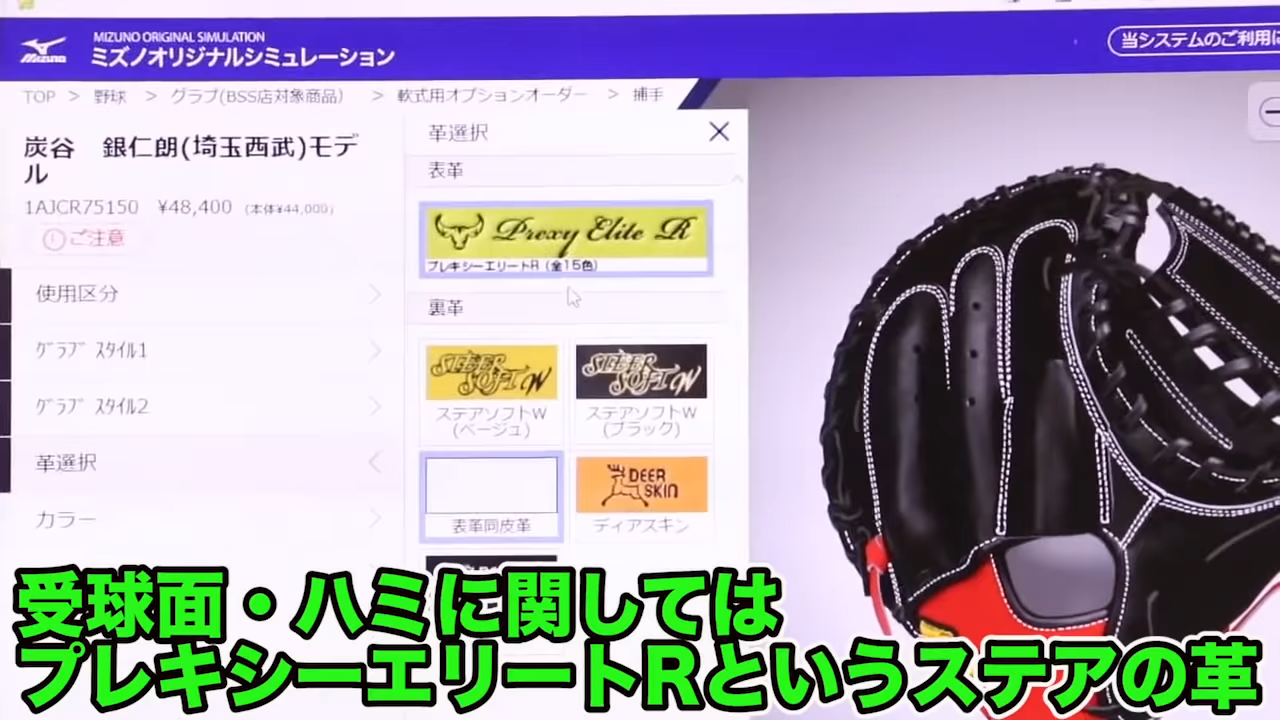 MIZUNO ORIGINAL SIMULATION
Mizuno
ミズノオリジナルシミュレーション
当システムのご利用に
TOP > 野球 > グラブ(BSS店対象商品) > 軟式用オプションオーダー > 捕手
炭谷 銀仁朗(埼玉西武)モデ
ル
1AJCR75150 ¥48,400 (本体¥44,000)
ご注意
使用区分
ｸﾞﾗﾌﾞ ｽﾀｲﾙ1
ｸﾞﾗﾌﾞ ｽﾀｲﾙ2
革選択
カラー
革選択
表革
Prexy Elite R
プレキシーエリートR (全15色)
裏革
STEER SOFT W
ステアソフトW
(ベージュ)
STEER SOFT W
ステアソフトW
(ブラック)
表革同皮革
DEER SKIN
ディアスキン
受球面・ハミに関しては
プレキシーエリートRというステアの革